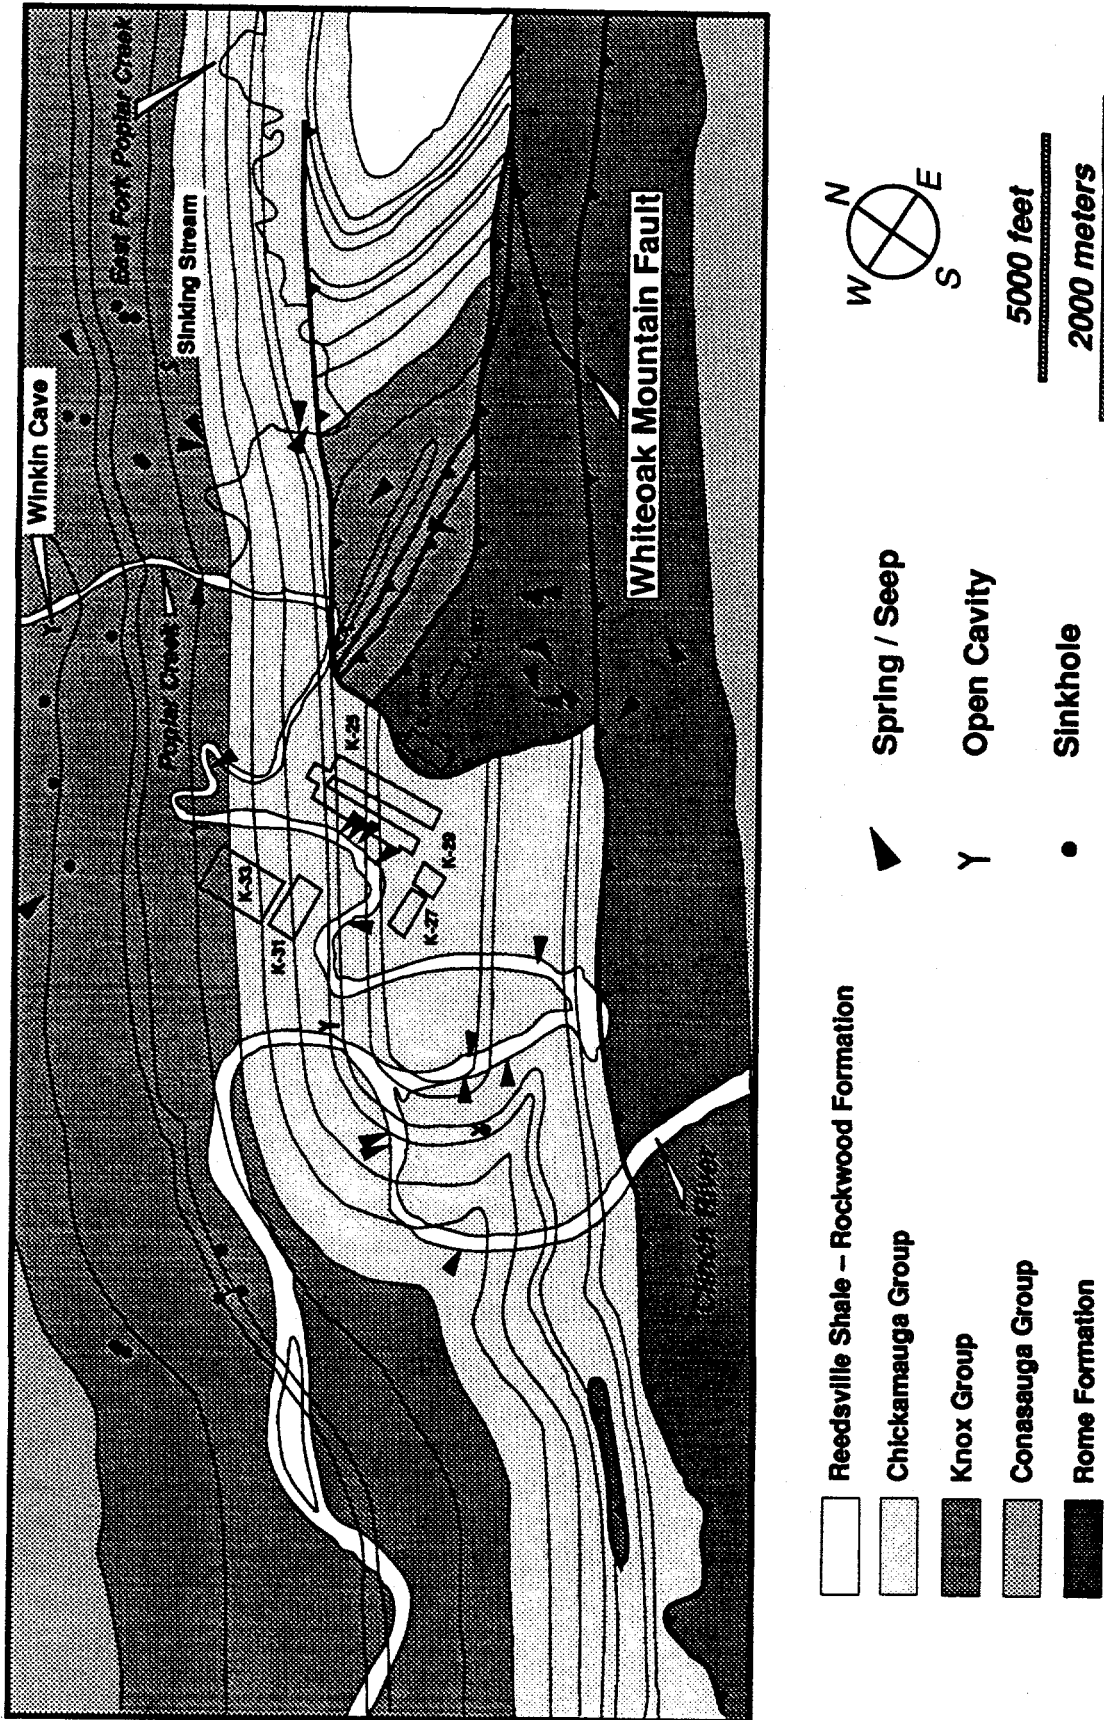 Winkin Cave
East Fork Poplar Creek
Sinking Stream
Poplar Creek
K-25
K-33
K-31
K-29
K-27
Whiteoak Mountain Fault
Clinch River
N
W
E
S
5000 feet
2000 meters
Reedsville Shale – Rockwood Formation
Chickamauga Group
Knox Group
Conasauga Group
Rome Formation
Spring / Seep
Open Cavity
Sinkhole